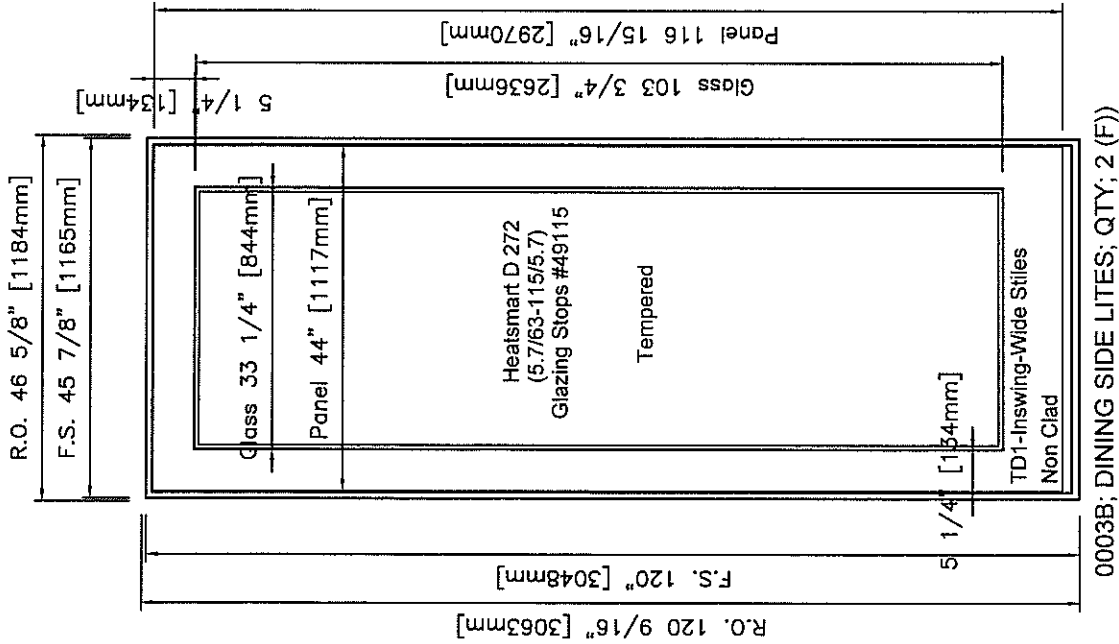 R.O. 46 5/8" [1184mm]
F.S. 45 7/8" [1165mm]
5 1/4" [134mm]
Glass 33 1/4" [844mm]
Panel 44" [1117mm]
Heatsmart D 272
(5.7/63-115/5.7)
Glazing Stops #49115
Tempered
5 1/4" [134mm]
TD1-Inswing-Wide Stiles
Non Clad
Panel 116 15/16" [2970mm]
Glass 103 3/4" [2636mm]
F.S. 120" [3048mm]
R.O. 120 9/16" [3063mm]
0003B; DINING SIDE LITES; QTY; 2 (F))